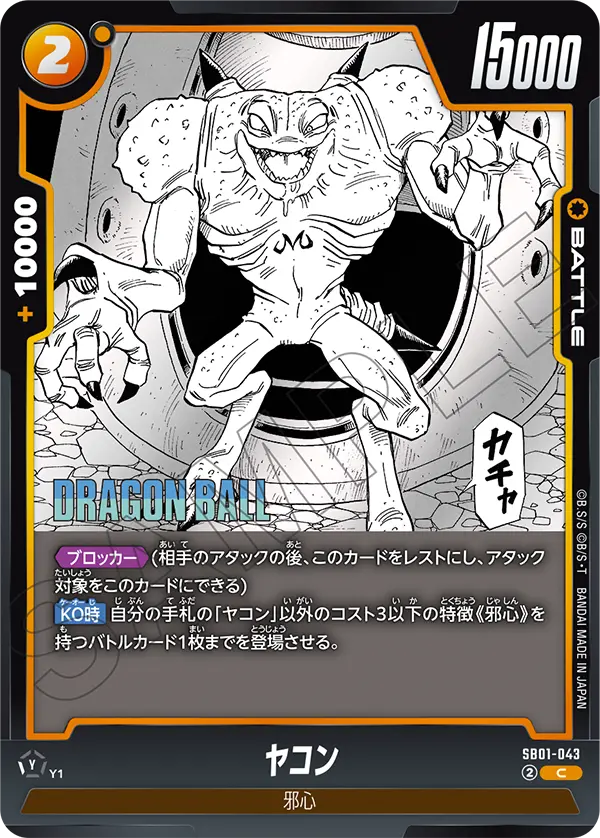 2
15000
+10000
BATTLE
カチャ
DRAGON BALL
SAMPLE
ブロッカー (相手のアタックの後、このカードをレストにし、アタック
対象をこのカードにできる)
KO時 自分の手札の「ヤコン」以外のコスト3以下の特徴《邪心》を
持つバトルカード1枚までを登場させる。
©B.S/S ©B/S・T BANDAI MADE IN JAPAN
Y Y1
ヤコン
SB01-043
② C
邪心